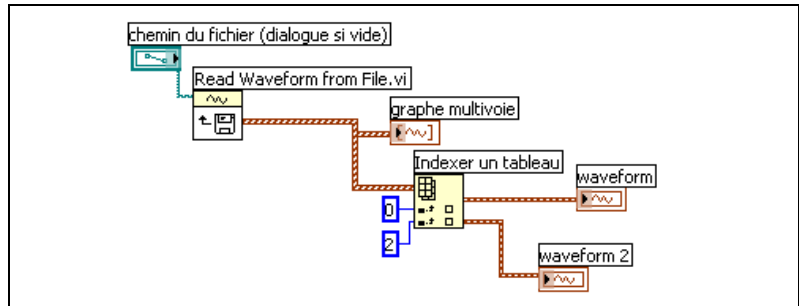 chemin du fichier (dialogue si vide)
Read Waveform from File.vi
graphe multivoie
Indexer un tableau
waveform
0
2
waveform 2